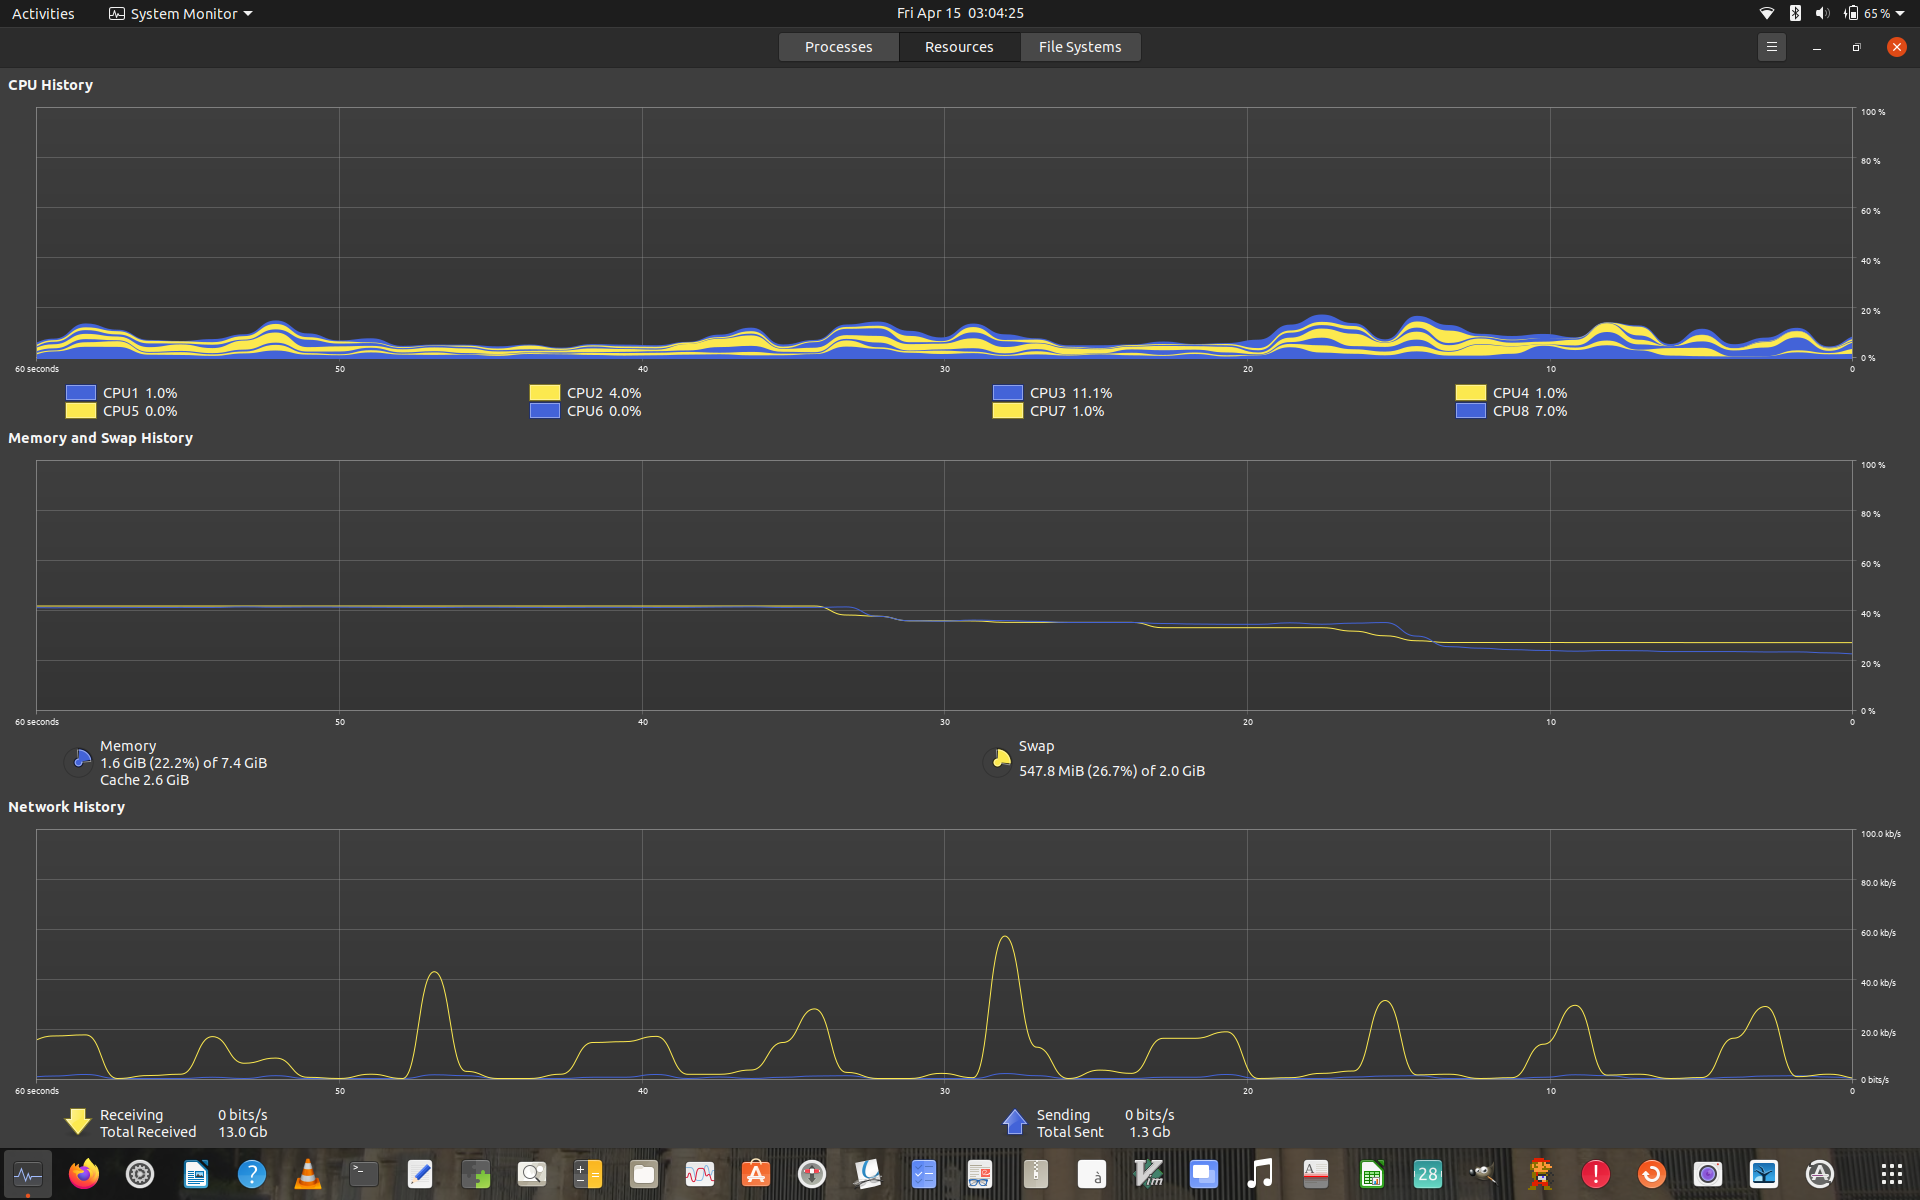 Activities System Monitor Fri Apr 15 03:04:25 65 %
Processes Resources File Systems
CPU History
100 %
80 %
60 %
40 %
20 %
0 %
60 seconds 50 40 30 20 10 0
CPU1 1.0% CPU2 4.0% CPU3 11.1% CPU4 1.0%
CPU5 0.0% CPU6 0.0% CPU7 1.0% CPU8 7.0%
Memory and Swap History
100 %
80 %
60 %
40 %
20 %
0 %
60 seconds 50 40 30 20 10 0
Memory
1.6 GiB (22.2%) of 7.4 GiB
Cache 2.6 GiB
Swap
547.8 MiB (26.7%) of 2.0 GiB
Network History
100.0 kb/s
80.0 kb/s
60.0 kb/s
40.0 kb/s
20.0 kb/s
0 bits/s
60 seconds 50 40 30 20 10 0
Receiving 0 bits/s Sending 0 bits/s
Total Received 13.0 Gb Total Sent 1.3 Gb
>_ ? à Vim A 28 !